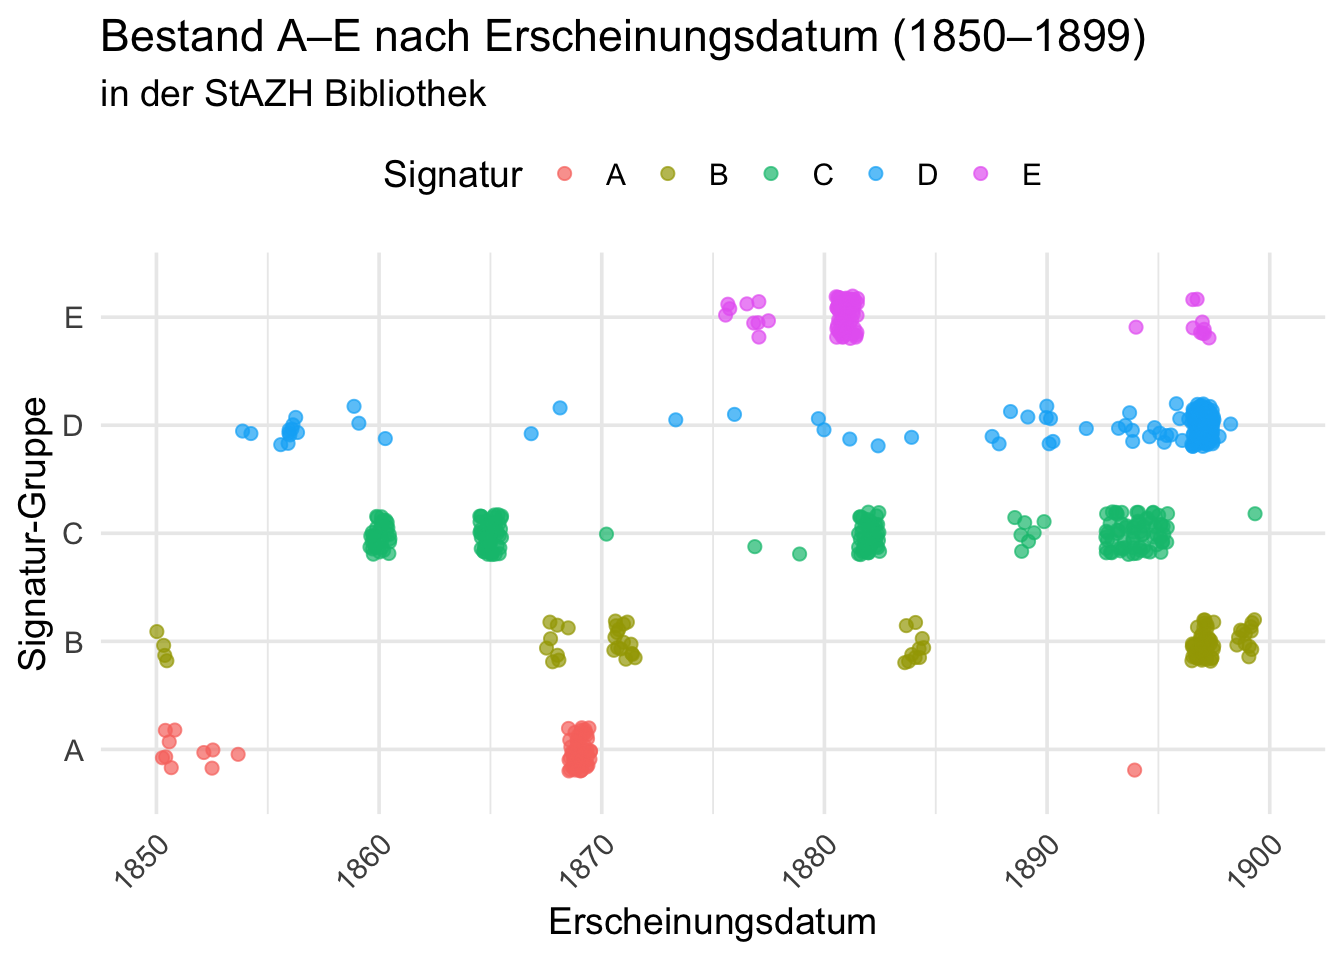 Bestand A–E nach Erscheinungsdatum (1850–1899)
in der StAZH Bibliothek
Signatur A B C D E
Signatur-Gruppe
E
D
C
B
A
1850 1860 1870 1880 1890 1900
Erscheinungsdatum